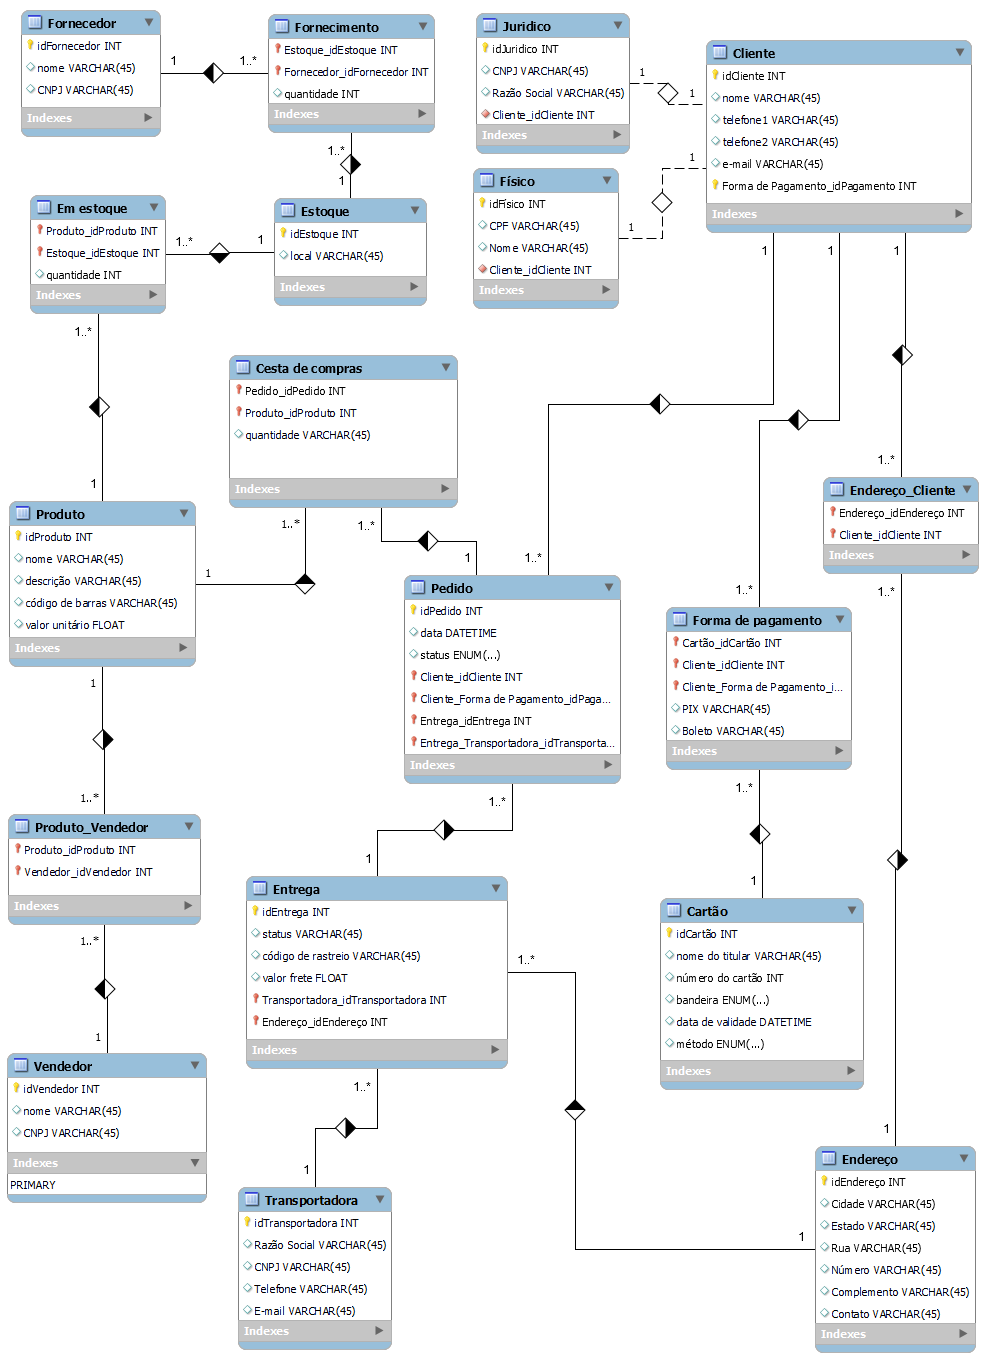 Fornecedor
idFornecedor INT
nome VARCHAR(45)
CNPJ VARCHAR(45)
Indexes
1
1..*
Fornecimento
Estoque_idEstoque INT
Fornecedor_idFornecedor INT
quantidade INT
Indexes
1..*
1
Juridico
idJuridico INT
CNPJ VARCHAR(45)
Razão Social VARCHAR(45)
Cliente_idCliente INT
Indexes
1
1
Cliente
idCliente INT
nome VARCHAR(45)
telefone1 VARCHAR(45)
telefone2 VARCHAR(45)
e-mail VARCHAR(45)
Forma de Pagamento_idPagamento INT
Indexes
1
1
1
Físico
idFísico INT
CPF VARCHAR(45)
Nome VARCHAR(45)
Cliente_idCliente INT
Indexes
1
1
Em estoque
Produto_idProduto INT
Estoque_idEstoque INT
quantidade INT
Indexes
1..*
1
1..*
1
Estoque
idEstoque INT
local VARCHAR(45)
Indexes
Cesta de compras
Pedido_idPedido INT
Produto_idProduto INT
quantidade VARCHAR(45)
Indexes
1..*
1..*
1
1
1..*
1..*
Endereço_Cliente
Endereço_idEndereço INT
Cliente_idCliente INT
Indexes
1..*
Produto
idProduto INT
nome VARCHAR(45)
descrição VARCHAR(45)
código de barras VARCHAR(45)
valor unitário FLOAT
Indexes
1
1..*
Pedido
idPedido INT
data DATETIME
status ENUM(...)
Cliente_idCliente INT
Cliente_Forma de Pagamento_idPaga...
Entrega_idEntrega INT
Entrega_Transportadora_idTransporta...
Indexes
1..*
1
1..*
Forma de pagamento
Cartão_idCartão INT
Cliente_idCliente INT
Cliente_Forma de Pagamento_i...
PIX VARCHAR(45)
Boleto VARCHAR(45)
Indexes
1..*
1
Produto_Vendedor
Produto_idProduto INT
Vendedor_idVendedor INT
Indexes
1..*
1
Entrega
idEntrega INT
status VARCHAR(45)
código de rastreio VARCHAR(45)
valor frete FLOAT
Transportadora_idTransportadora INT
Endereço_idEndereço INT
Indexes
1..*
1..*
1
1
1
Cartão
idCartão INT
nome do titular VARCHAR(45)
número do cartão INT
bandeira ENUM(...)
data de validade DATETIME
método ENUM(...)
Indexes
Vendedor
idVendedor INT
nome VARCHAR(45)
CNPJ VARCHAR(45)
Indexes
PRIMARY
Transportadora
idTransportadora INT
Razão Social VARCHAR(45)
CNPJ VARCHAR(45)
Telefone VARCHAR(45)
E-mail VARCHAR(45)
Indexes
Endereço
idEndereço INT
Cidade VARCHAR(45)
Estado VARCHAR(45)
Rua VARCHAR(45)
Número VARCHAR(45)
Complemento VARCHAR(45)
Contato VARCHAR(45)
Indexes